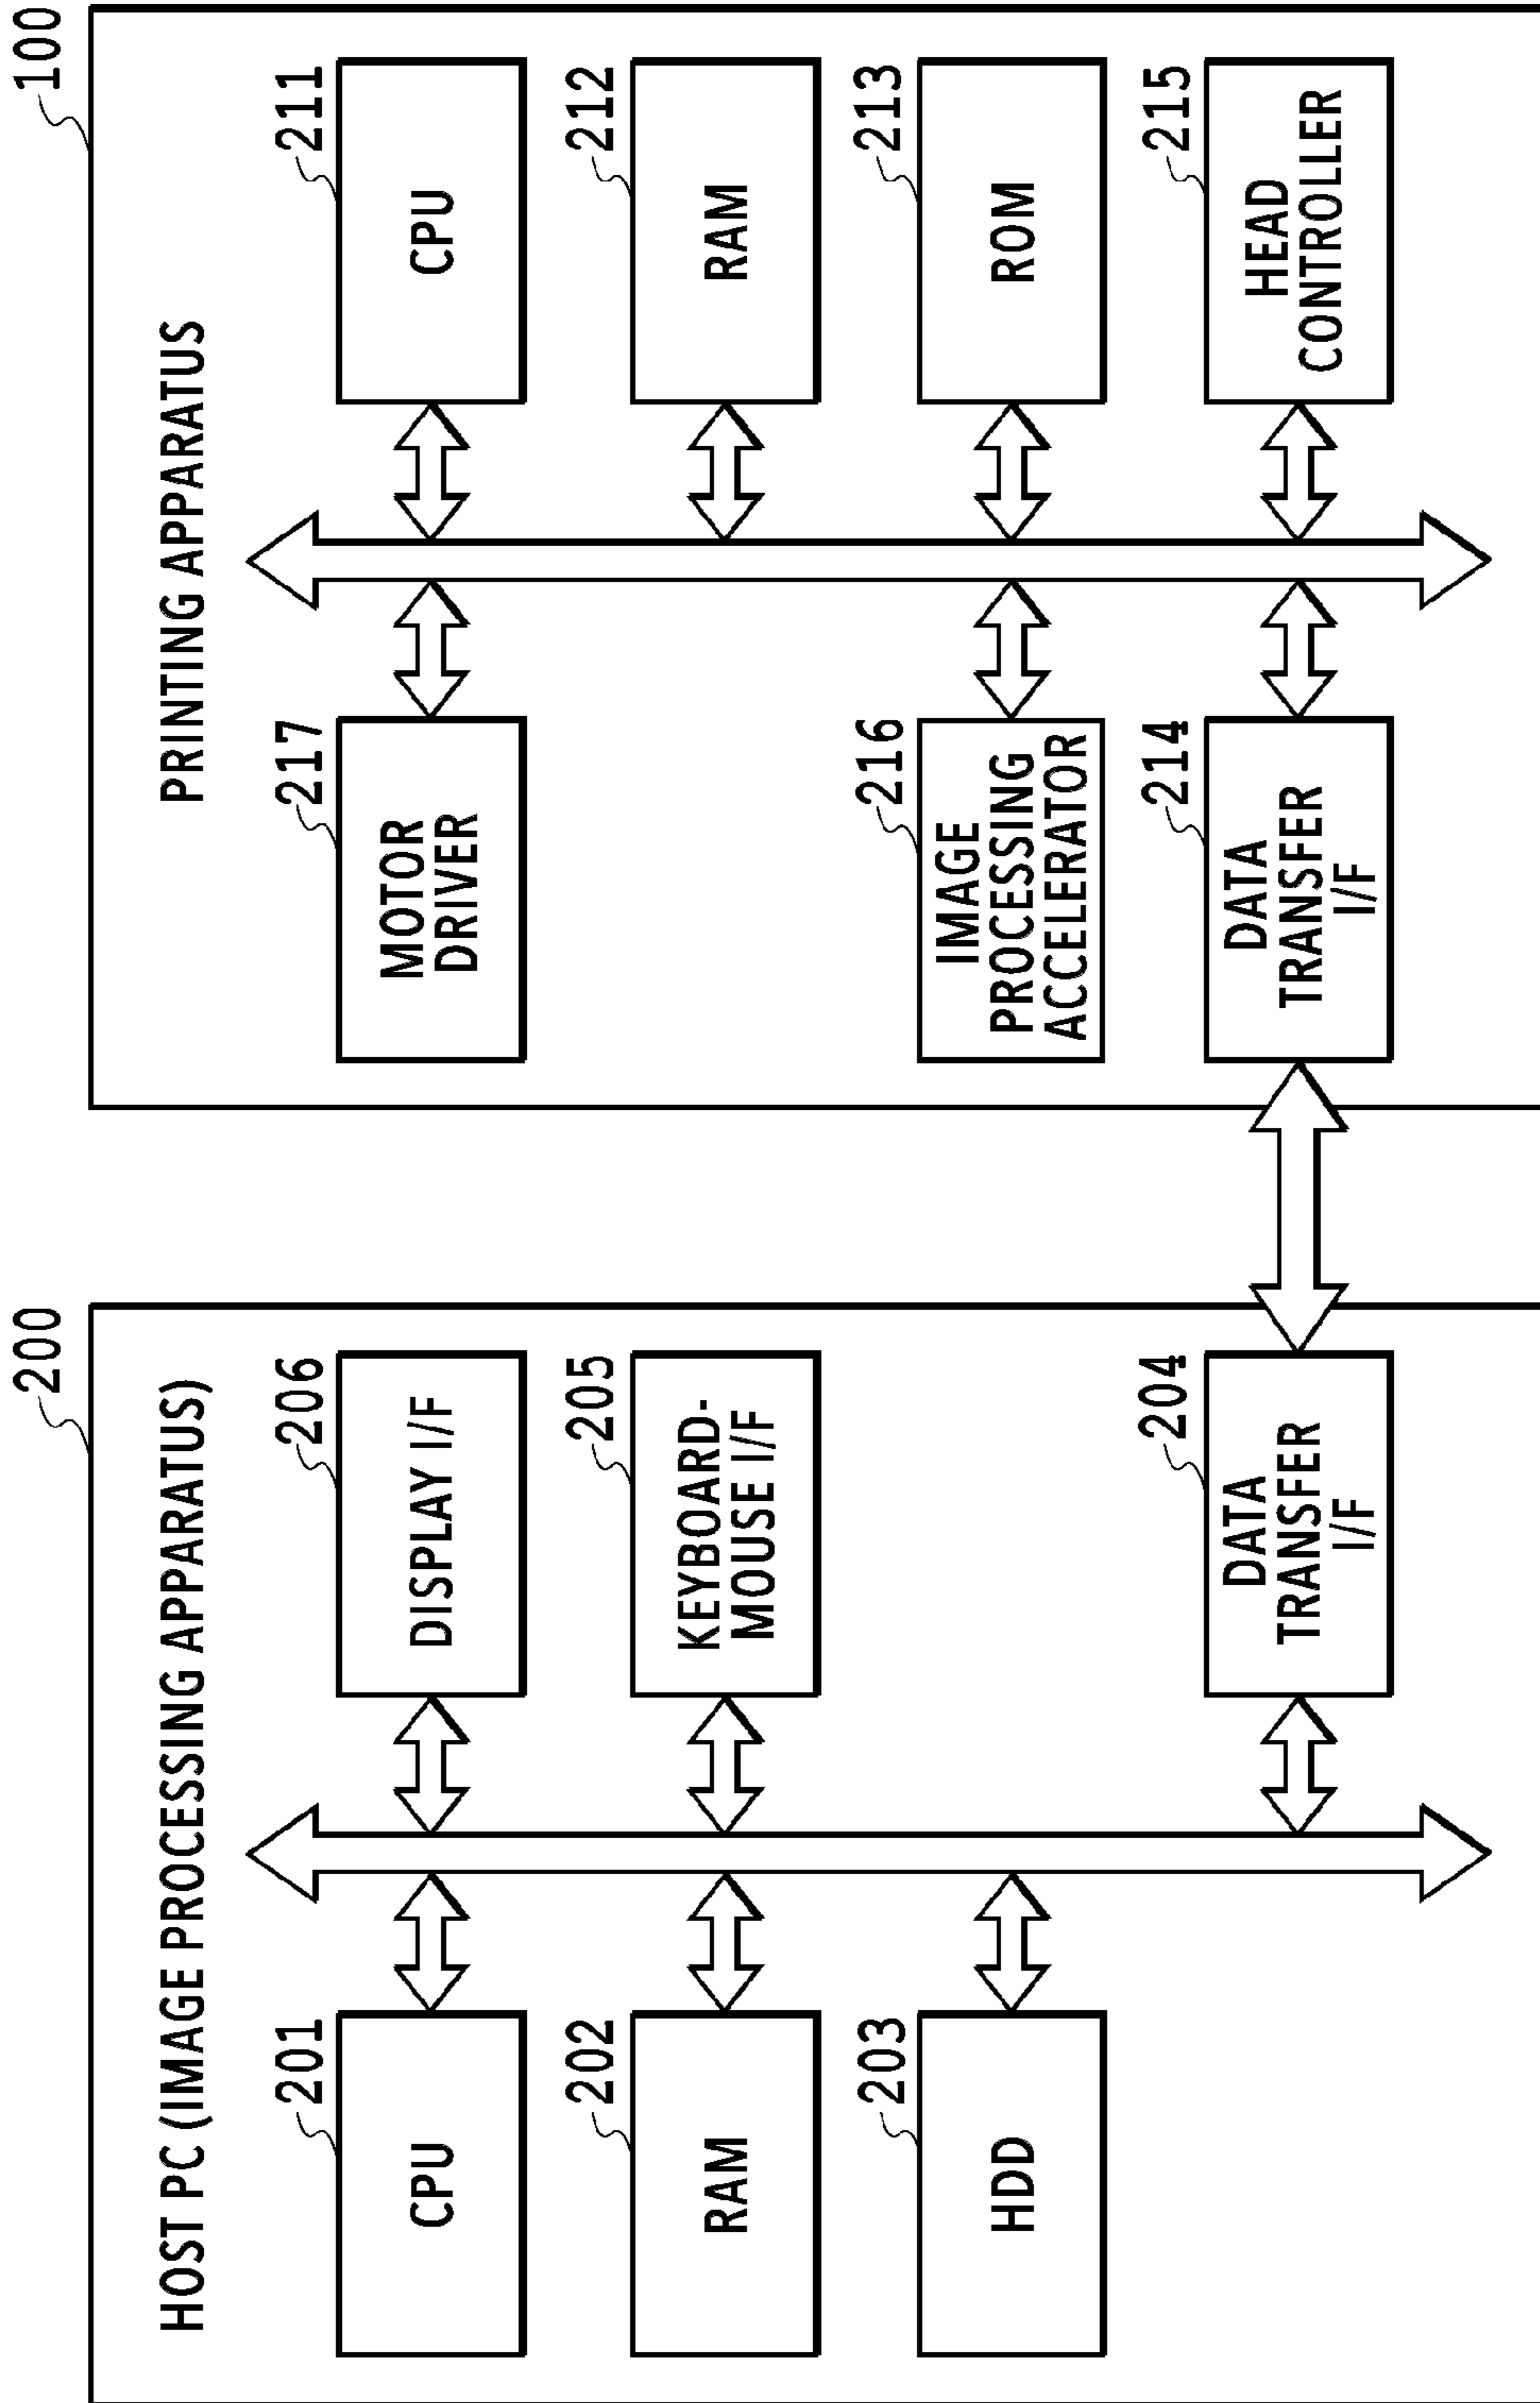 200
HOST PC (IMAGE PROCESSING APPARATUS)
201
CPU
206
DISPLAY I/F
202
RAM
205
KEYBOARD-
MOUSE I/F
203
HDD
204
DATA
TRANSFER
I/F
100
PRINTING APPARATUS
217
MOTOR
DRIVER
211
CPU
212
RAM
216
IMAGE
PROCESSING
ACCELERATOR
213
ROM
214
DATA
TRANSFER
I/F
215
HEAD
CONTROLLER